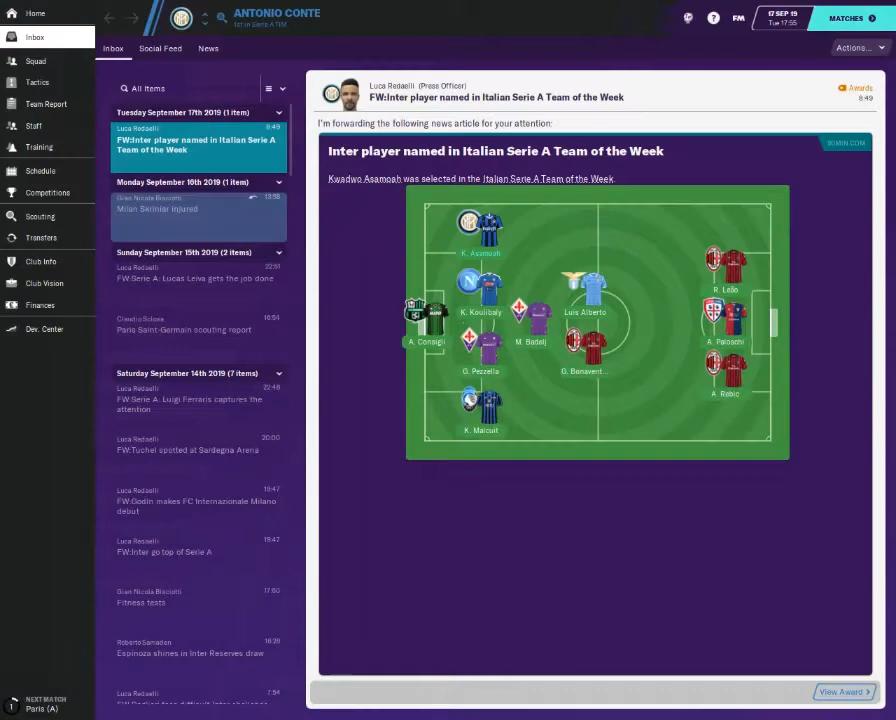 Home
Inbox
Squad
Tactics
Team Report
Staff
Training
Schedule
Competitions
Scouting
Transfers
Club Info
Club Vision
Finances
Dev. Center
1
NEXT MATCH
Paris (A)
ANTONIO CONTE
1st in Serie A TIM
?
FM
17 SEP 19
Tue 17:55
MATCHES
Inbox
Social Feed
News
Actions...
All Items
Tuesday September 17th 2019 (1 item)
Luca Redaelli
8:49
FW:Inter player named in Italian Serie A
Team of the Week
Monday September 16th 2019 (1 item)
Gian Nicola Bisciotti
13:58
Milan Skriniar injured
Sunday September 15th 2019 (2 items)
Luca Redaelli
22:51
FW:Serie A: Lucas Leiva gets the job done
Claudio Sclosa
16:54
Paris Saint-Germain scouting report
Saturday September 14th 2019 (7 items)
Luca Redaelli
22:48
FW:Serie A: Luigi Ferraris captures the
attention
Luca Redaelli
20:00
FW:Tuchel spotted at Sardegna Arena
Luca Redaelli
19:47
FW:Godín makes FC Internazionale Milano
debut
Luca Redaelli
19:47
FW:Inter go top of Serie A
Gian Nicola Bisciotti
17:60
Fitness tests
Roberto Samaden
16:29
Espinoza shines in Inter Reserves draw
Luca Redaelli
7:54
Luca Redaelli (Press Officer)
FW:Inter player named in Italian Serie A Team of the Week
Awards
8:49
I'm forwarding the following news article for your attention:
90MIN.COM
Inter player named in Italian Serie A Team of the Week
Kwadwo Asamoah was selected in the Italian Serie A Team of the Week.
K. Asamoah
R. Leão
K. Koulibaly
Luis Alberto
A. Consigli
M. Badelj
A. Paloschi
G. Pezzella
G. Bonavent...
A. Rebic
K. Malcuit
View Award